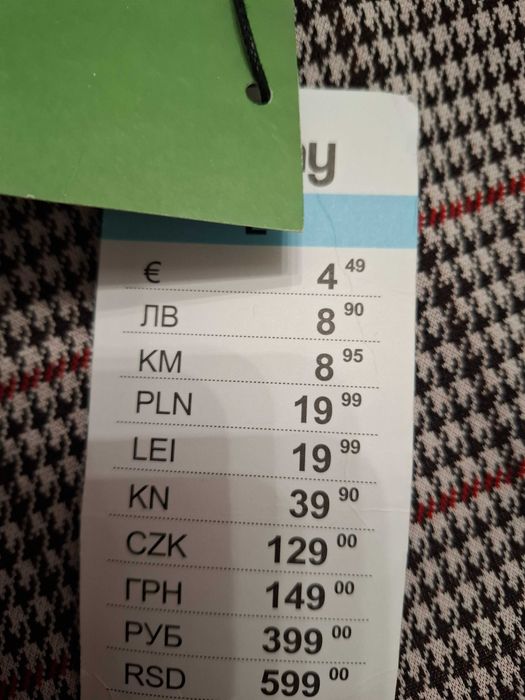 € 4 49
ЛВ 8 90
KM 8 95
PLN 19 99
LEI 19 99
KN 39 90
CZK 129 00
ГРН 149 00
РУБ 399 00
RSD 599 00